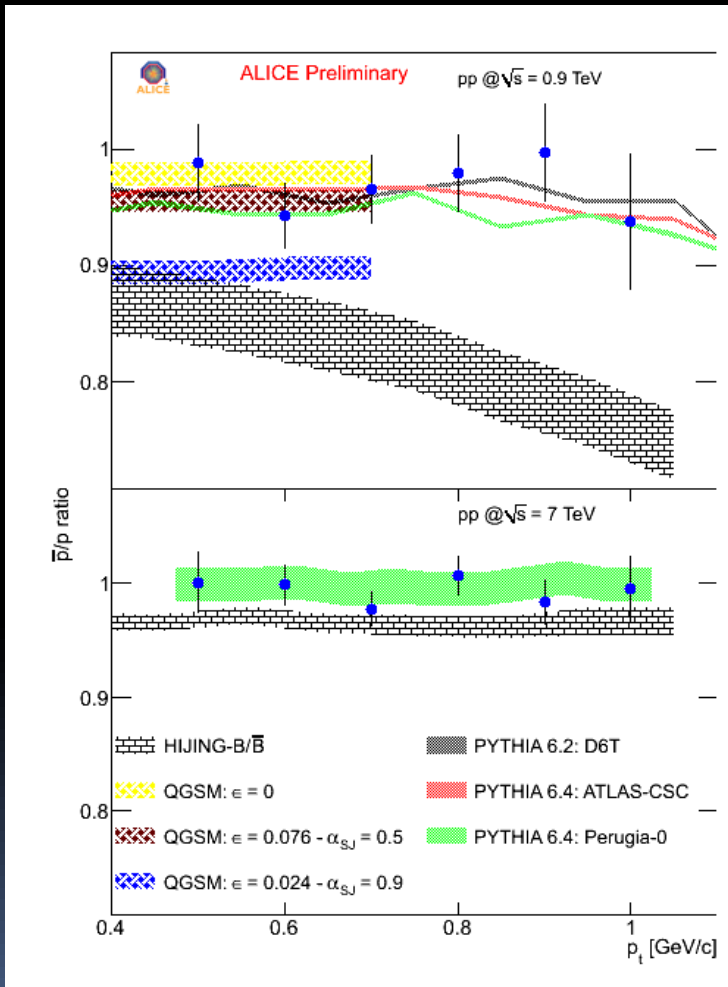 ALICE
ALICE Preliminary
pp @√s = 0.9 TeV
1
0.9
0.8
p̅/p ratio
pp @√s = 7 TeV
1
0.9
0.8
HIJING-B/B̅
QGSM: ϵ = 0
QGSM: ϵ = 0.076 - α_SJ = 0.5
QGSM: ϵ = 0.024 - α_SJ = 0.9
PYTHIA 6.2: D6T
PYTHIA 6.4: ATLAS-CSC
PYTHIA 6.4: Perugia-0
0.4 0.6 0.8 1
p_t [GeV/c]